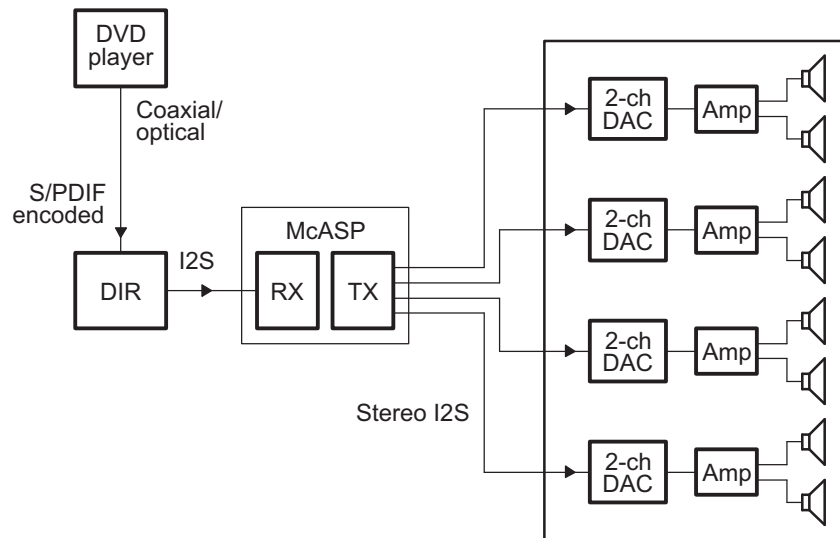 DVD
player
Coaxial/
optical
S/PDIF
encoded
DIR
I2S
McASP
RX
TX
Stereo I2S
2-ch
DAC
Amp
2-ch
DAC
Amp
2-ch
DAC
Amp
2-ch
DAC
Amp